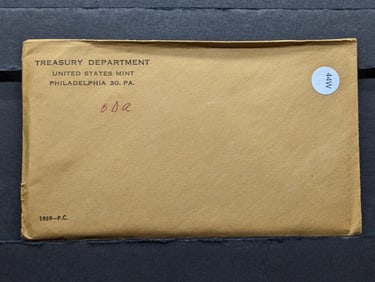 TREASURY DEPARTMENT
UNITED STATES MINT
PHILADELPHIA 30, PA.
44W
1959—P.C.